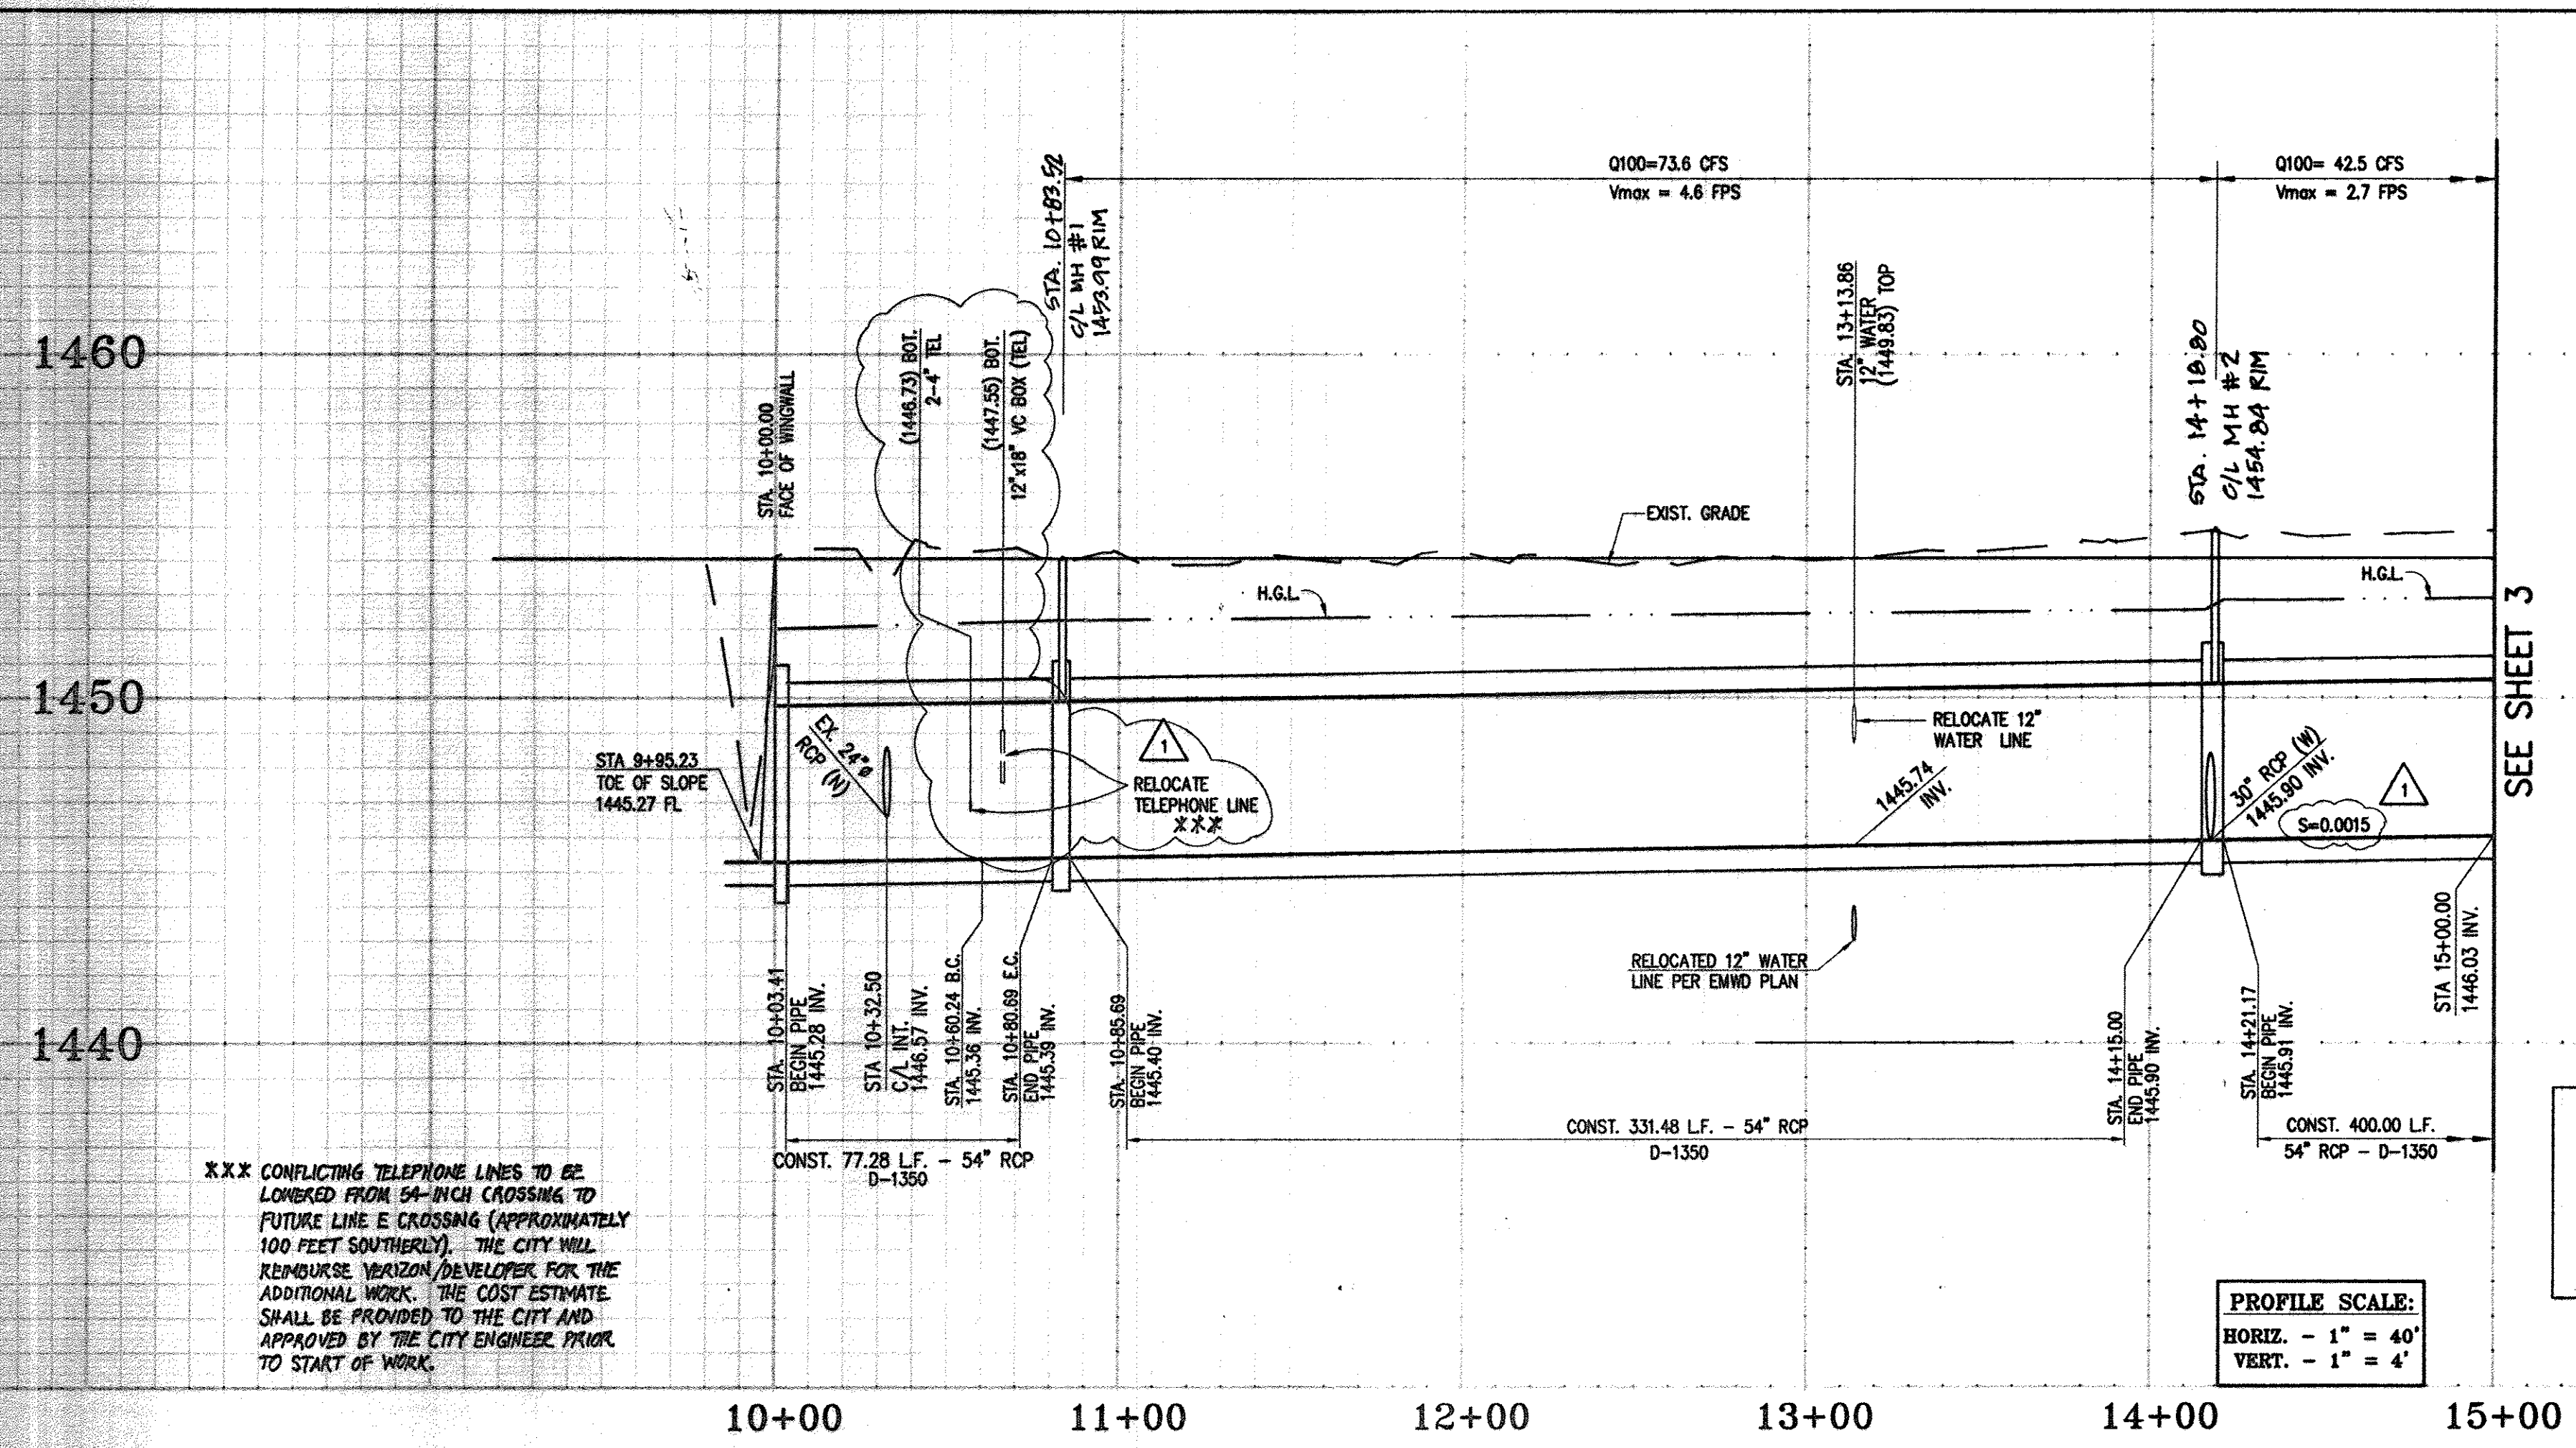 Q100=73.6 CFS
Vmax = 4.6 FPS
Q100= 42.5 CFS
Vmax = 2.7 FPS
STA. 10+83.52
C/L MH #1
1453.99 RIM
STA. 13+13.86
12" WATER
(1449.83) TOP
STA. 14+18.80
C/L MH #2
1454.84 RIM
(1446.73) BOT.
2-4" TEL
(1447.55) BOT.
12"x18" VC BOX (TEL)
STA. 10+00.00
FACE OF WINGWALL
1460
EXIST. GRADE
H.G.L.
H.G.L.
SEE SHEET 3
1450
EX. 24"ø
RCP (N)
STA 9+95.23
TOE OF SLOPE
1445.27 FL
1
RELOCATE
TELEPHONE LINE
***
RELOCATE 12"
WATER LINE
1445.74
INV.
30" RCP (W)
1445.90 INV.
1
S=0.0015
RELOCATED 12" WATER
LINE PER EMWD PLAN
1440
STA. 10+03.41
BEGIN PIPE
1445.28 INV.
STA 10+32.50
C/L INT.
1446.57 INV.
STA. 10+60.24 B.C.
1445.36 INV.
STA. 10+80.69 E.C.
END PIPE
1445.39 INV.
STA. 10+85.69
BEGIN PIPE
1445.40 INV.
STA. 14+15.00
END PIPE
1445.90 INV.
STA. 14+21.17
BEGIN PIPE
1445.91 INV.
STA 15+00.00
1446.03 INV.
CONST. 77.28 L.F. - 54" RCP
D-1350
CONST. 331.48 L.F. - 54" RCP
D-1350
CONST. 400.00 L.F.
54" RCP - D-1350
*** CONFLICTING TELEPHONE LINES TO BE
LOWERED FROM 54-INCH CROSSING TO
FUTURE LINE E CROSSING (APPROXIMATELY
100 FEET SOUTHERLY). THE CITY WILL
REIMBURSE VERIZON/DEVELOPER FOR THE
ADDITIONAL WORK. THE COST ESTIMATE
SHALL BE PROVIDED TO THE CITY AND
APPROVED BY THE CITY ENGINEER PRIOR
TO START OF WORK.
PROFILE SCALE:
HORIZ. - 1" = 40'
VERT. - 1" = 4'
10+00
11+00
12+00
13+00
14+00
15+00